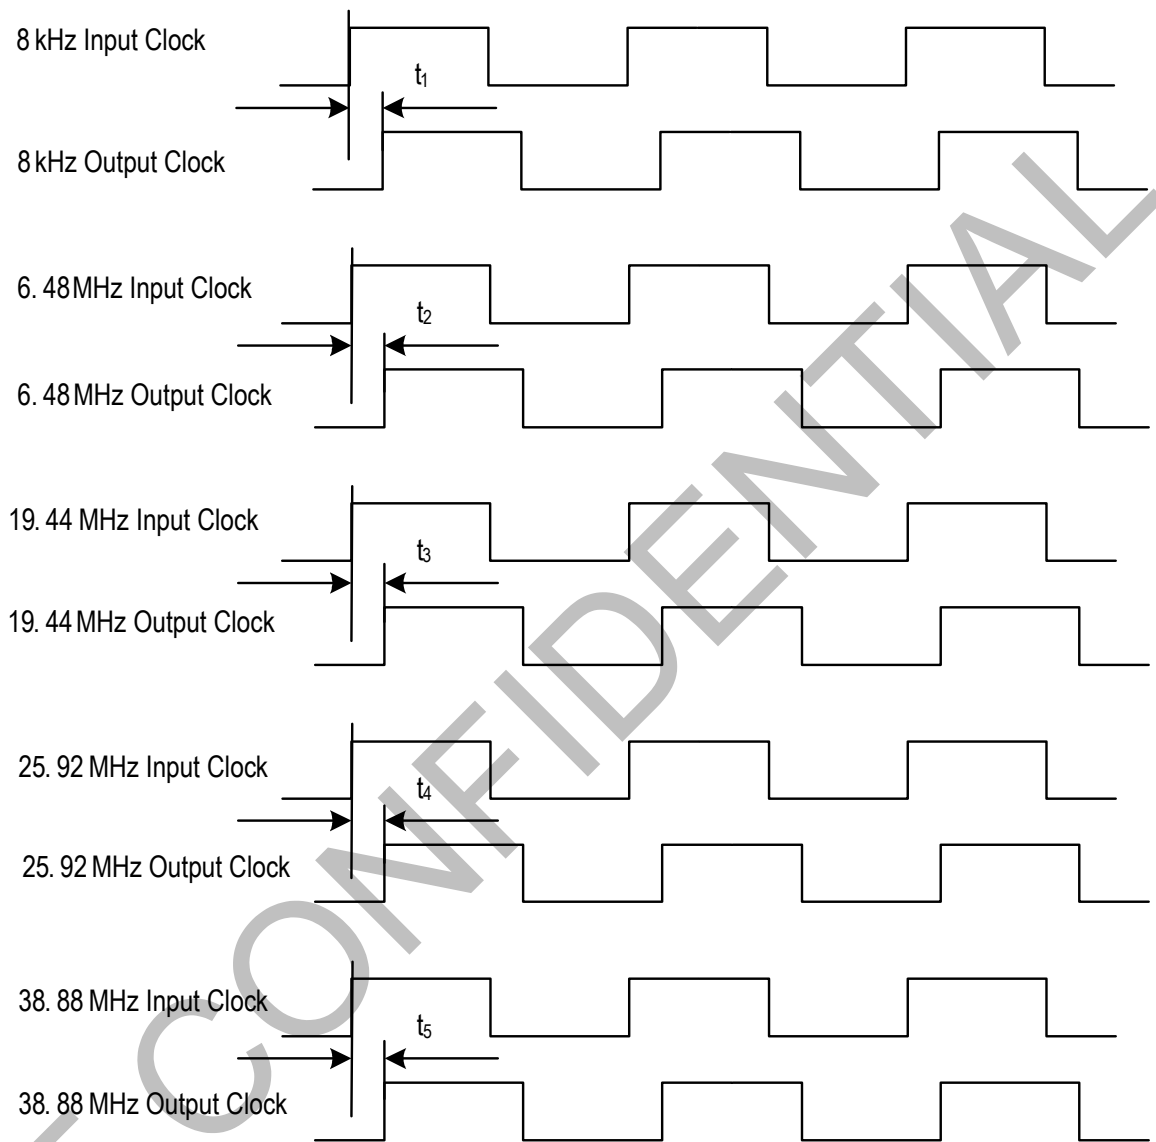 8 kHz Input Clock
t1
8 kHz Output Clock
6. 48 MHz Input Clock
t2
6. 48 MHz Output Clock
19. 44 MHz Input Clock
t3
19. 44 MHz Output Clock
25. 92 MHz Input Clock
t4
25. 92 MHz Output Clock
38. 88 MHz Input Clock
t5
38. 88 MHz Output Clock
CONFIDENTIAL